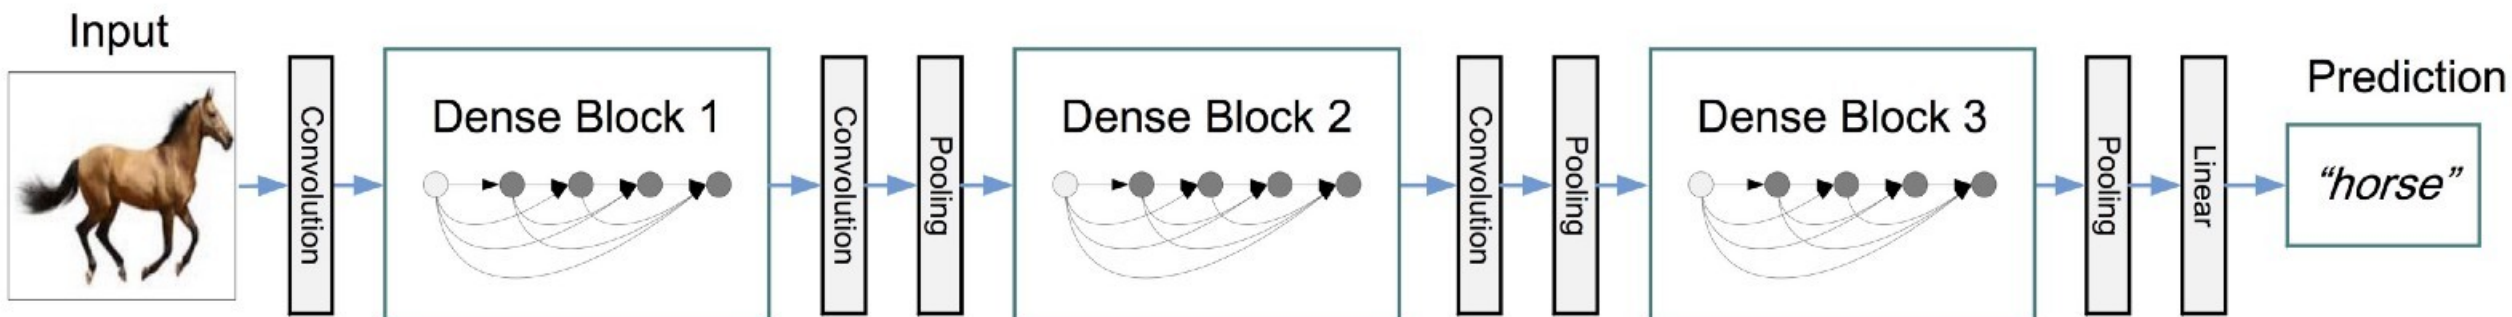 Input
Convolution
Dense Block 1
Convolution
Pooling
Dense Block 2
Convolution
Pooling
Dense Block 3
Pooling
Linear
Prediction
“horse”